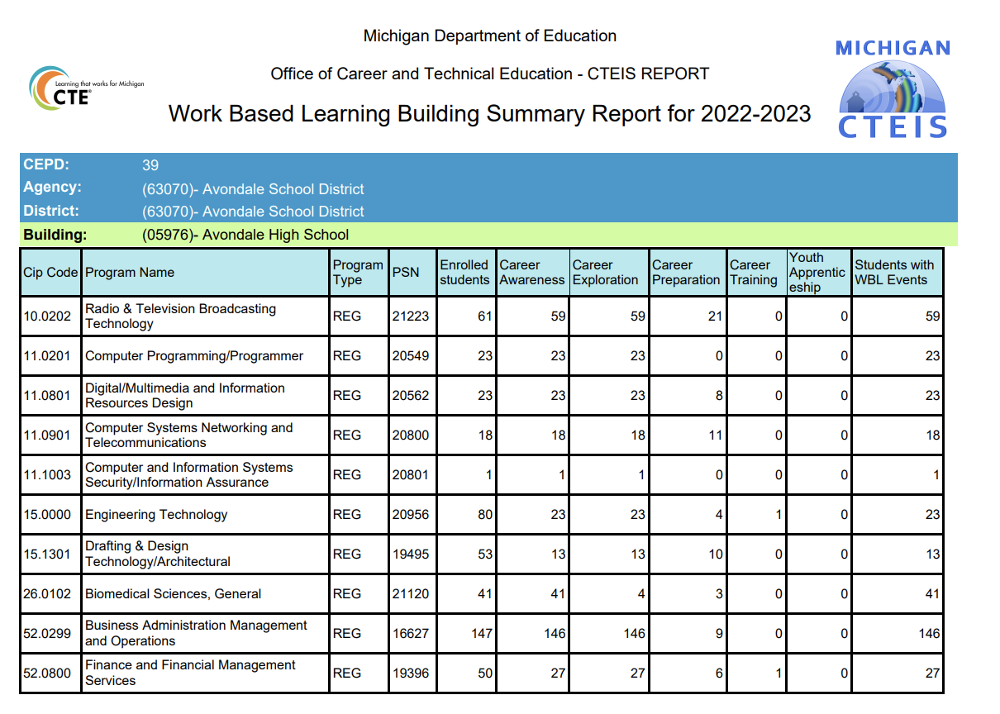 Michigan Department of Education
Office of Career and Technical Education - CTEIS REPORT
Work Based Learning Building Summary Report for 2022-2023
Learning that works for Michigan
CTE®
MICHIGAN
CTEIS
CEPD: 39
Agency: (63070)- Avondale School District
District: (63070)- Avondale School District
Building: (05976)- Avondale High School
Cip Code Program Name Program Type PSN Enrolled students Career Awareness Career Exploration Career Preparation Career Training Youth Apprentic eship Students with WBL Events
10.0202 Radio & Television Broadcasting Technology REG 21223 61 59 59 21 0 0 59
11.0201 Computer Programming/Programmer REG 20549 23 23 23 0 0 0 23
11.0801 Digital/Multimedia and Information Resources Design REG 20562 23 23 23 8 0 0 23
11.0901 Computer Systems Networking and Telecommunications REG 20800 18 18 18 11 0 0 18
11.1003 Computer and Information Systems Security/Information Assurance REG 20801 1 1 1 0 0 0 1
15.0000 Engineering Technology REG 20956 80 23 23 4 1 0 23
15.1301 Drafting & Design Technology/Architectural REG 19495 53 13 13 10 0 0 13
26.0102 Biomedical Sciences, General REG 21120 41 41 4 3 0 0 41
52.0299 Business Administration Management and Operations REG 16627 147 146 146 9 0 0 146
52.0800 Finance and Financial Management Services REG 19396 50 27 27 6 1 0 27